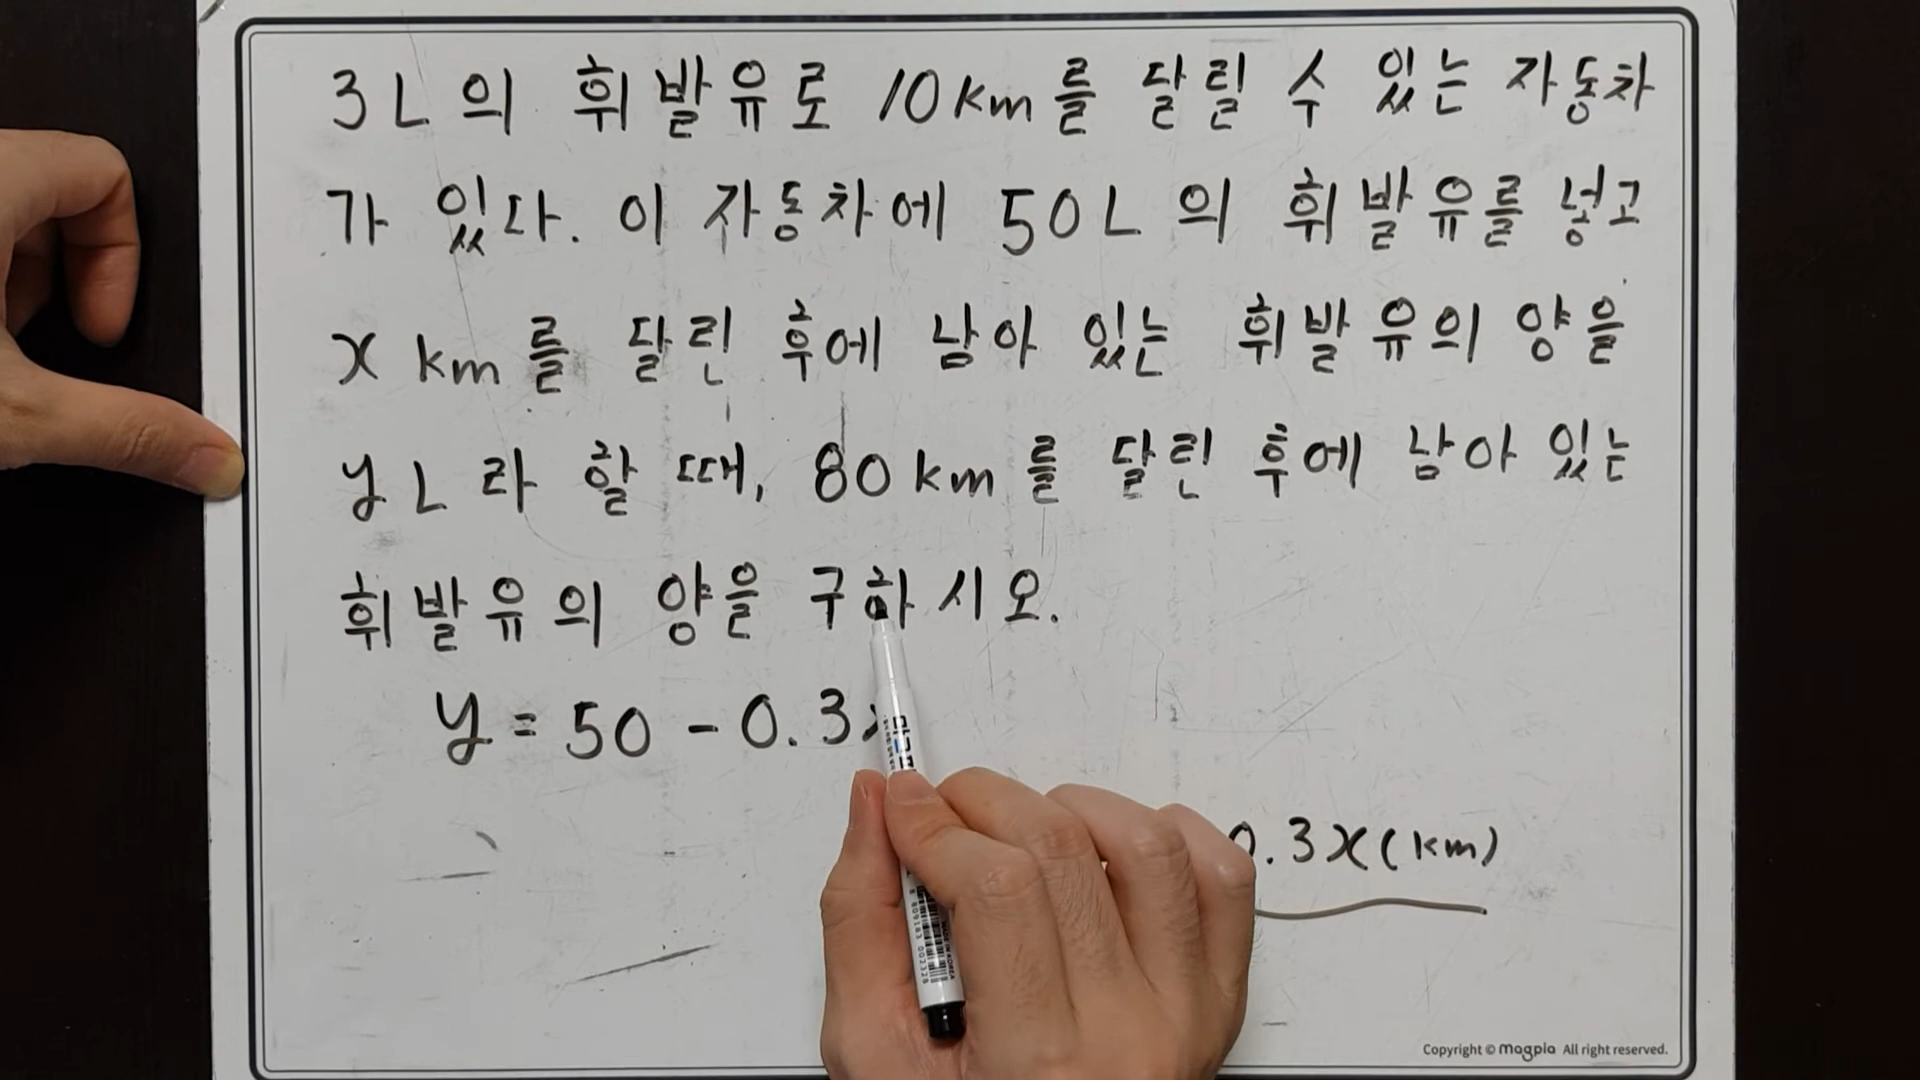 3L의 휘발유로 10km를 달릴 수 있는 자동차
가 있다. 이 자동차에 50L의 휘발유를 넣고
x km를 달린 후에 남아 있는 휘발유의 양을
y L라 할 때, 80km를 달린 후에 남아 있는
휘발유의 양을 구하시오.
y = 50 - 0.3x
0.3x(km)
Copyright © magpia All right reserved.